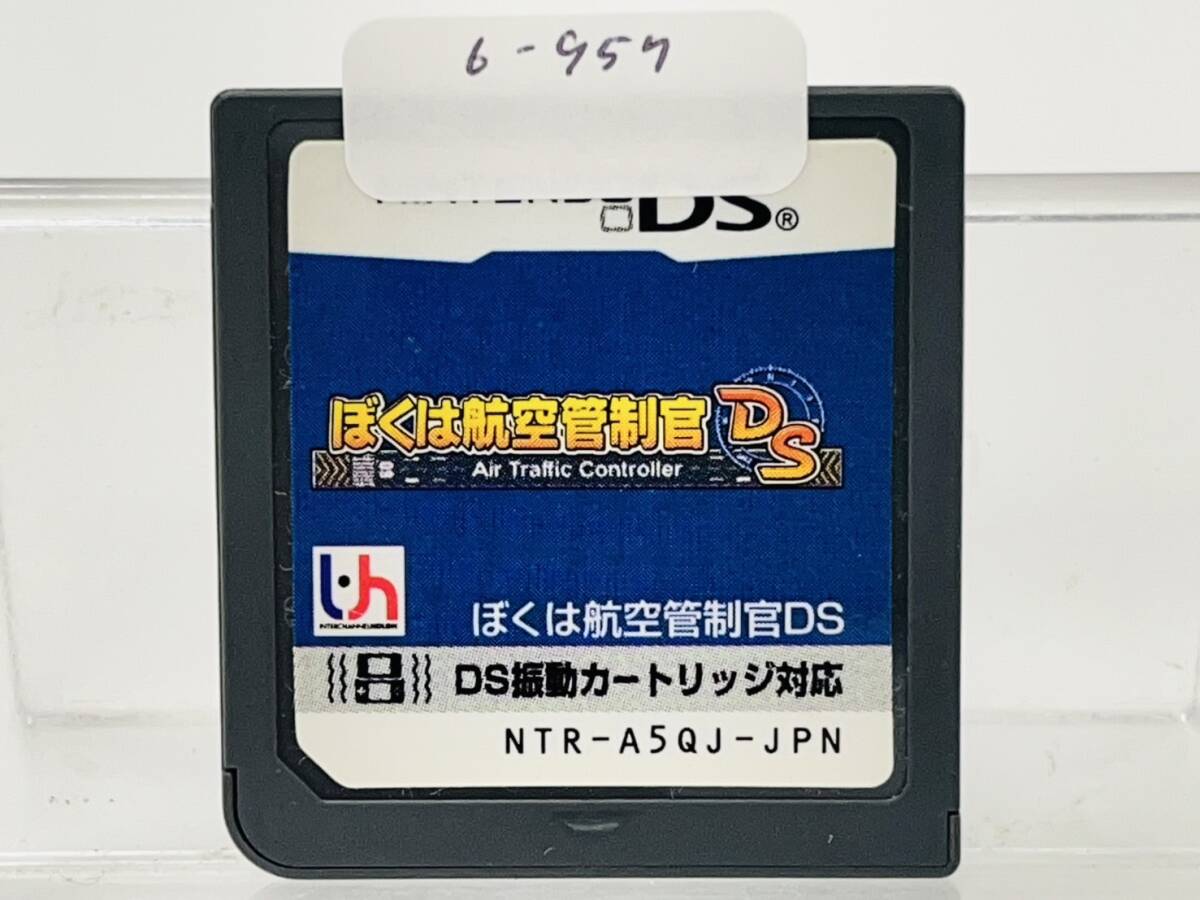 6-957
NINTENDO DS®
ぼくは航空管制官DS
Air Traffic Controller
ぼくは航空管制官DS
DS振動カートリッジ対応
NTR-A5QJ-JPN